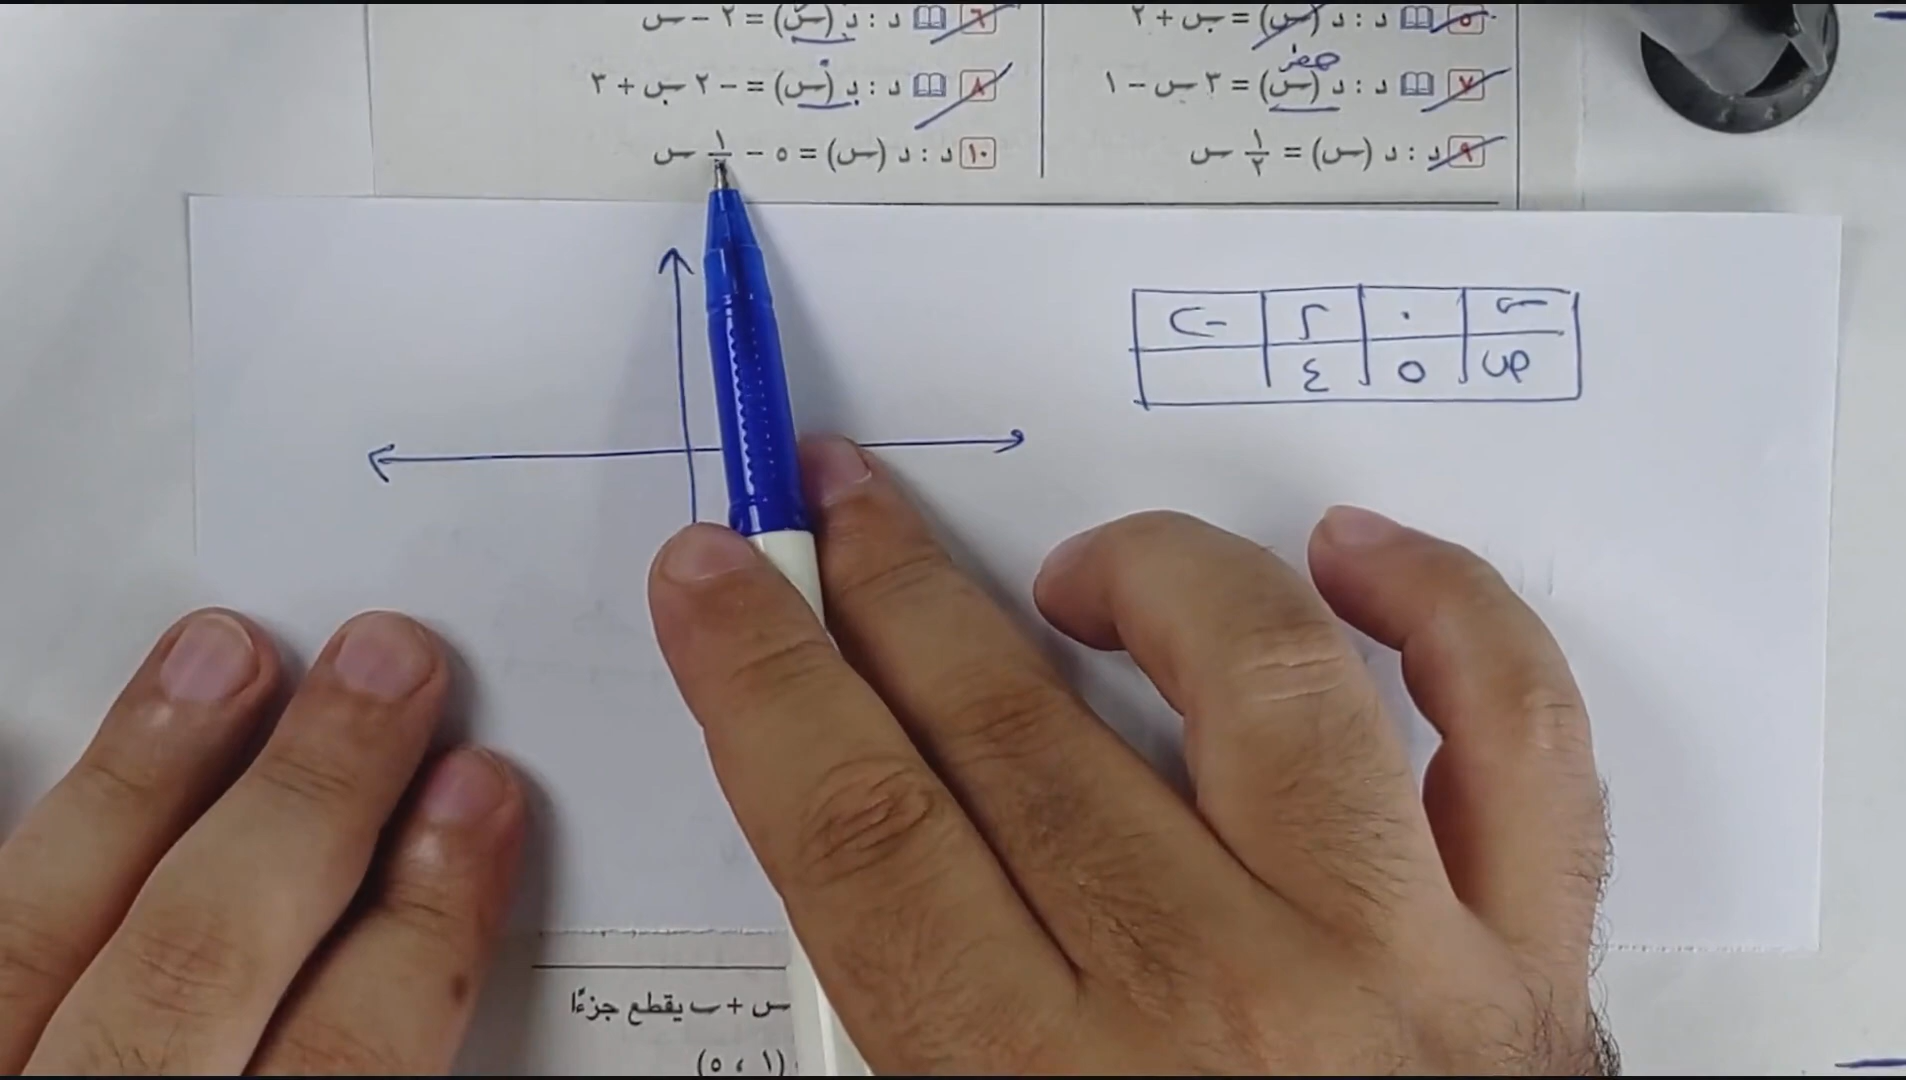 ٥ د : د (س) = س + ٢
٦ د : د (س) = ٢ - س
صفر
٧ د : د (س) = ٣ س - ١
٨ د : د (س) = - ٢ س + ٣
٩ د : د (س) = ١/٢ س
١٠ د : د (س) = ٥ - ١/٢ س
س ٠ ٢ -٢
ص ٥ ٤
س + ب يقطع جزءًا
(١ ، ٥)